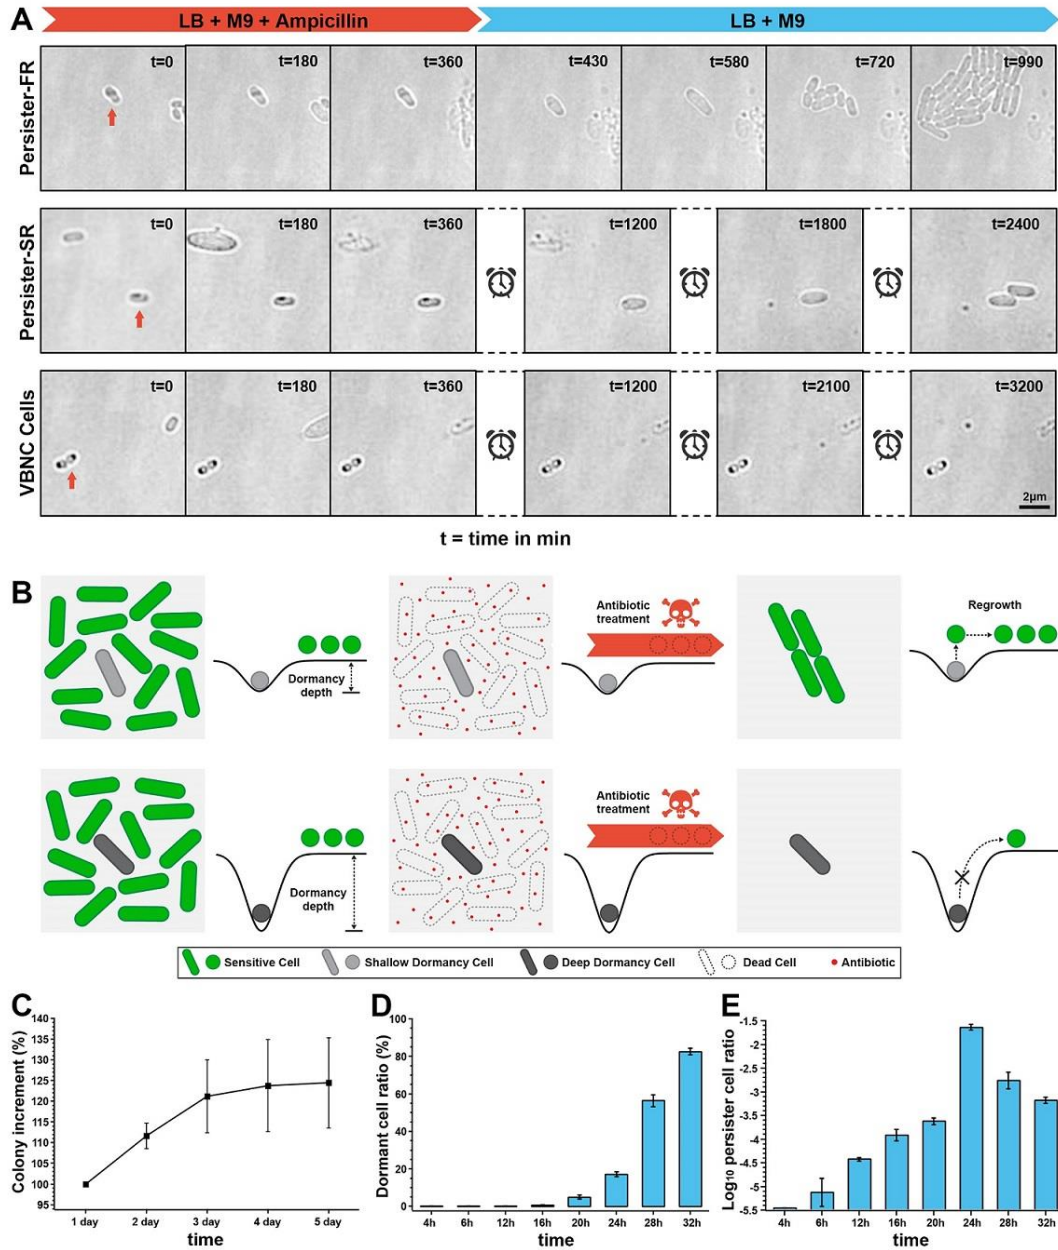 A
LB + M9 + Ampicillin
LB + M9
Persister-FR
t=0
t=180
t=360
t=430
t=580
t=720
t=990
Persister-SR
t=0
t=180
t=360
t=1200
t=1800
t=2400
VBNC Cells
t=0
t=180
t=360
t=1200
t=2100
t=3200
2µm
t = time in min
B
Dormancy
depth
Antibiotic
treatment
Regrowth
Dormancy
depth
Antibiotic
treatment
Sensitive Cell
Shallow Dormancy Cell
Deep Dormancy Cell
Dead Cell
Antibiotic
C
Colony increment (%)
140
135
130
125
120
115
110
105
100
95
1 day
2 day
3 day
4 day
5 day
time
D
Dormant cell ratio (%)
100
80
60
40
20
0
4h
6h
12h
16h
20h
24h
28h
32h
time
E
Log₁₀ persister cell ratio
-1.5
-2
-2.5
-3
-3.5
-4
-4.5
-5
-5.5
4h
6h
12h
16h
20h
24h
28h
32h
time